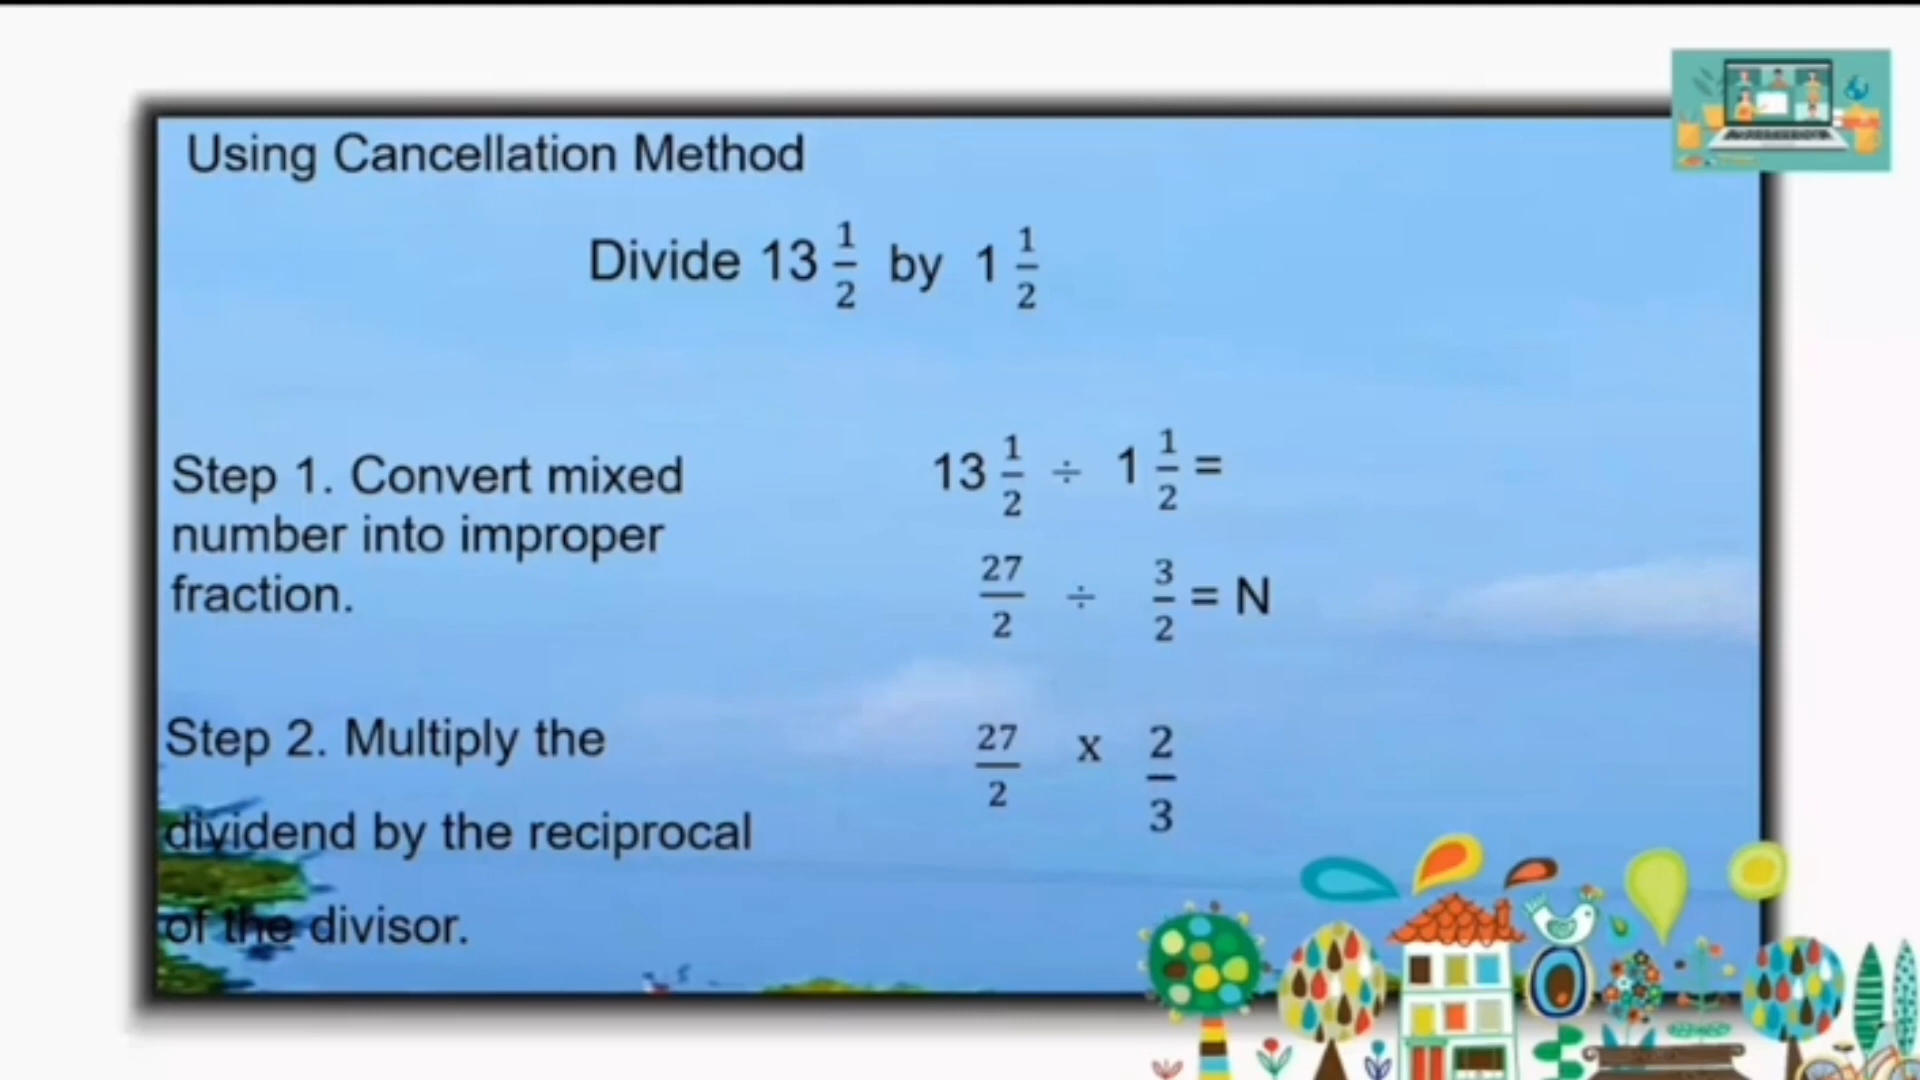 Using Cancellation Method
Divide 13 1/2 by 1 1/2
Step 1. Convert mixed
number into improper
fraction.
13 1/2 ÷ 1 1/2 =
27/2 ÷ 3/2 = N
Step 2. Multiply the
dividend by the reciprocal
of the divisor.
27/2 x 2/3